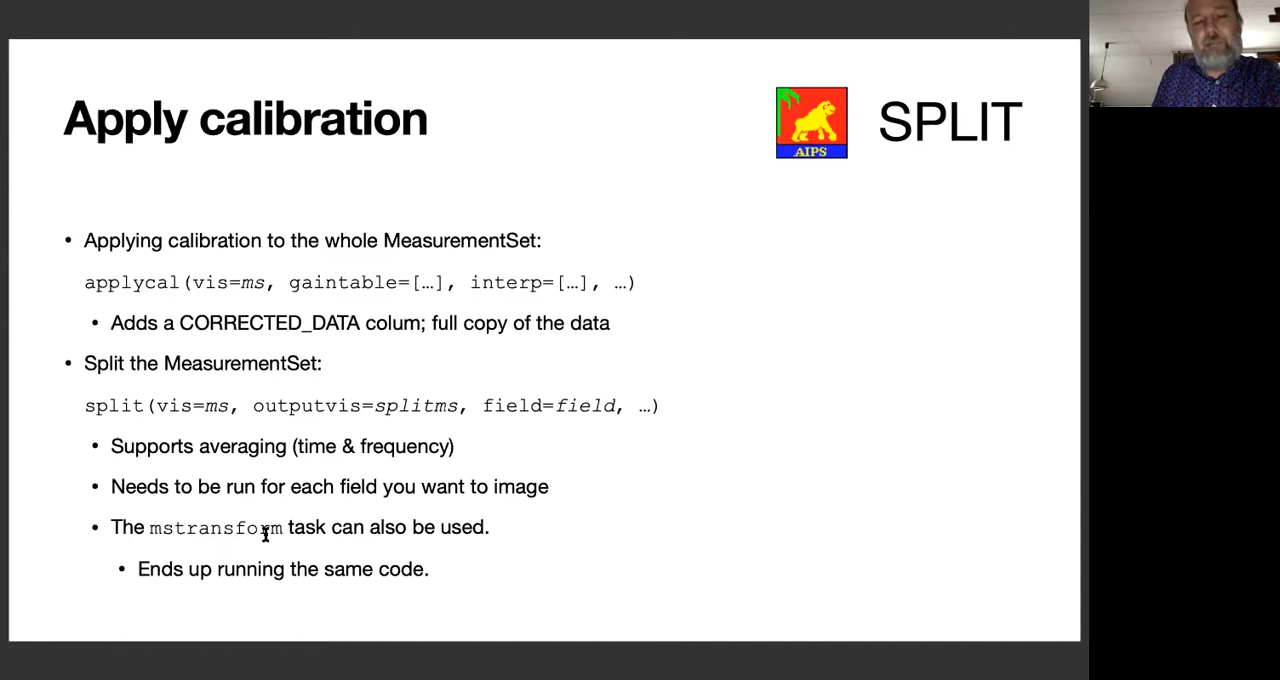 Apply calibration
AIPS
SPLIT
• Applying calibration to the whole MeasurementSet:
applycal(vis=ms, gaintable=[…], interp=[…], …)
• Adds a CORRECTED_DATA colum; full copy of the data
• Split the MeasurementSet:
split(vis=ms, outputvis=splitms, field=field, …)
• Supports averaging (time & frequency)
• Needs to be run for each field you want to image
• The mstransform task can also be used.
• Ends up running the same code.